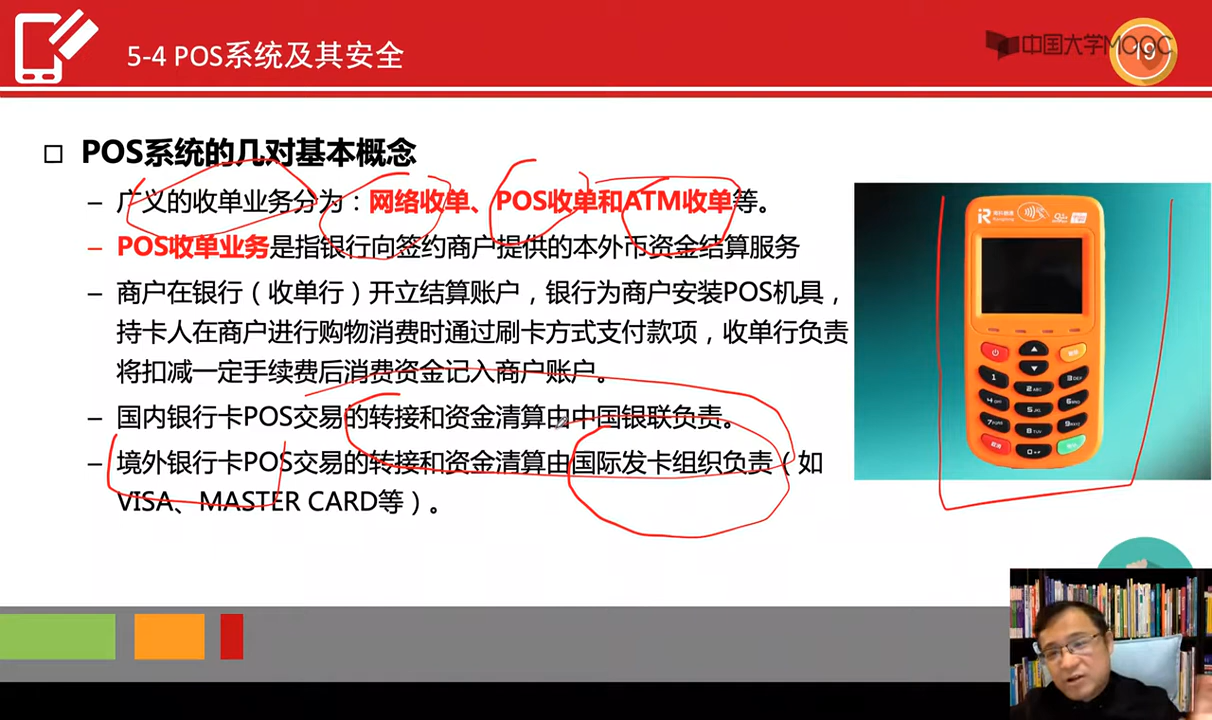 5-4 POS系统及其安全
中国大学MOOC
19
POS系统的几对基本概念
– 广义的收单业务分为：网络收单、POS收单和ATM收单等。
– POS收单业务是指银行向签约商户提供的本外币资金结算服务
– 商户在银行（收单行）开立结算账户，银行为商户安装POS机具，
持卡人在商户进行购物消费时通过刷卡方式支付款项，收单行负责
将扣减一定手续费后消费资金记入商户账户。
– 国内银行卡POS交易的转接和资金清算由中国银联负责。
– 境外银行卡POS交易的转接和资金清算由国际发卡组织负责（如
VISA、MASTER CARD等）。